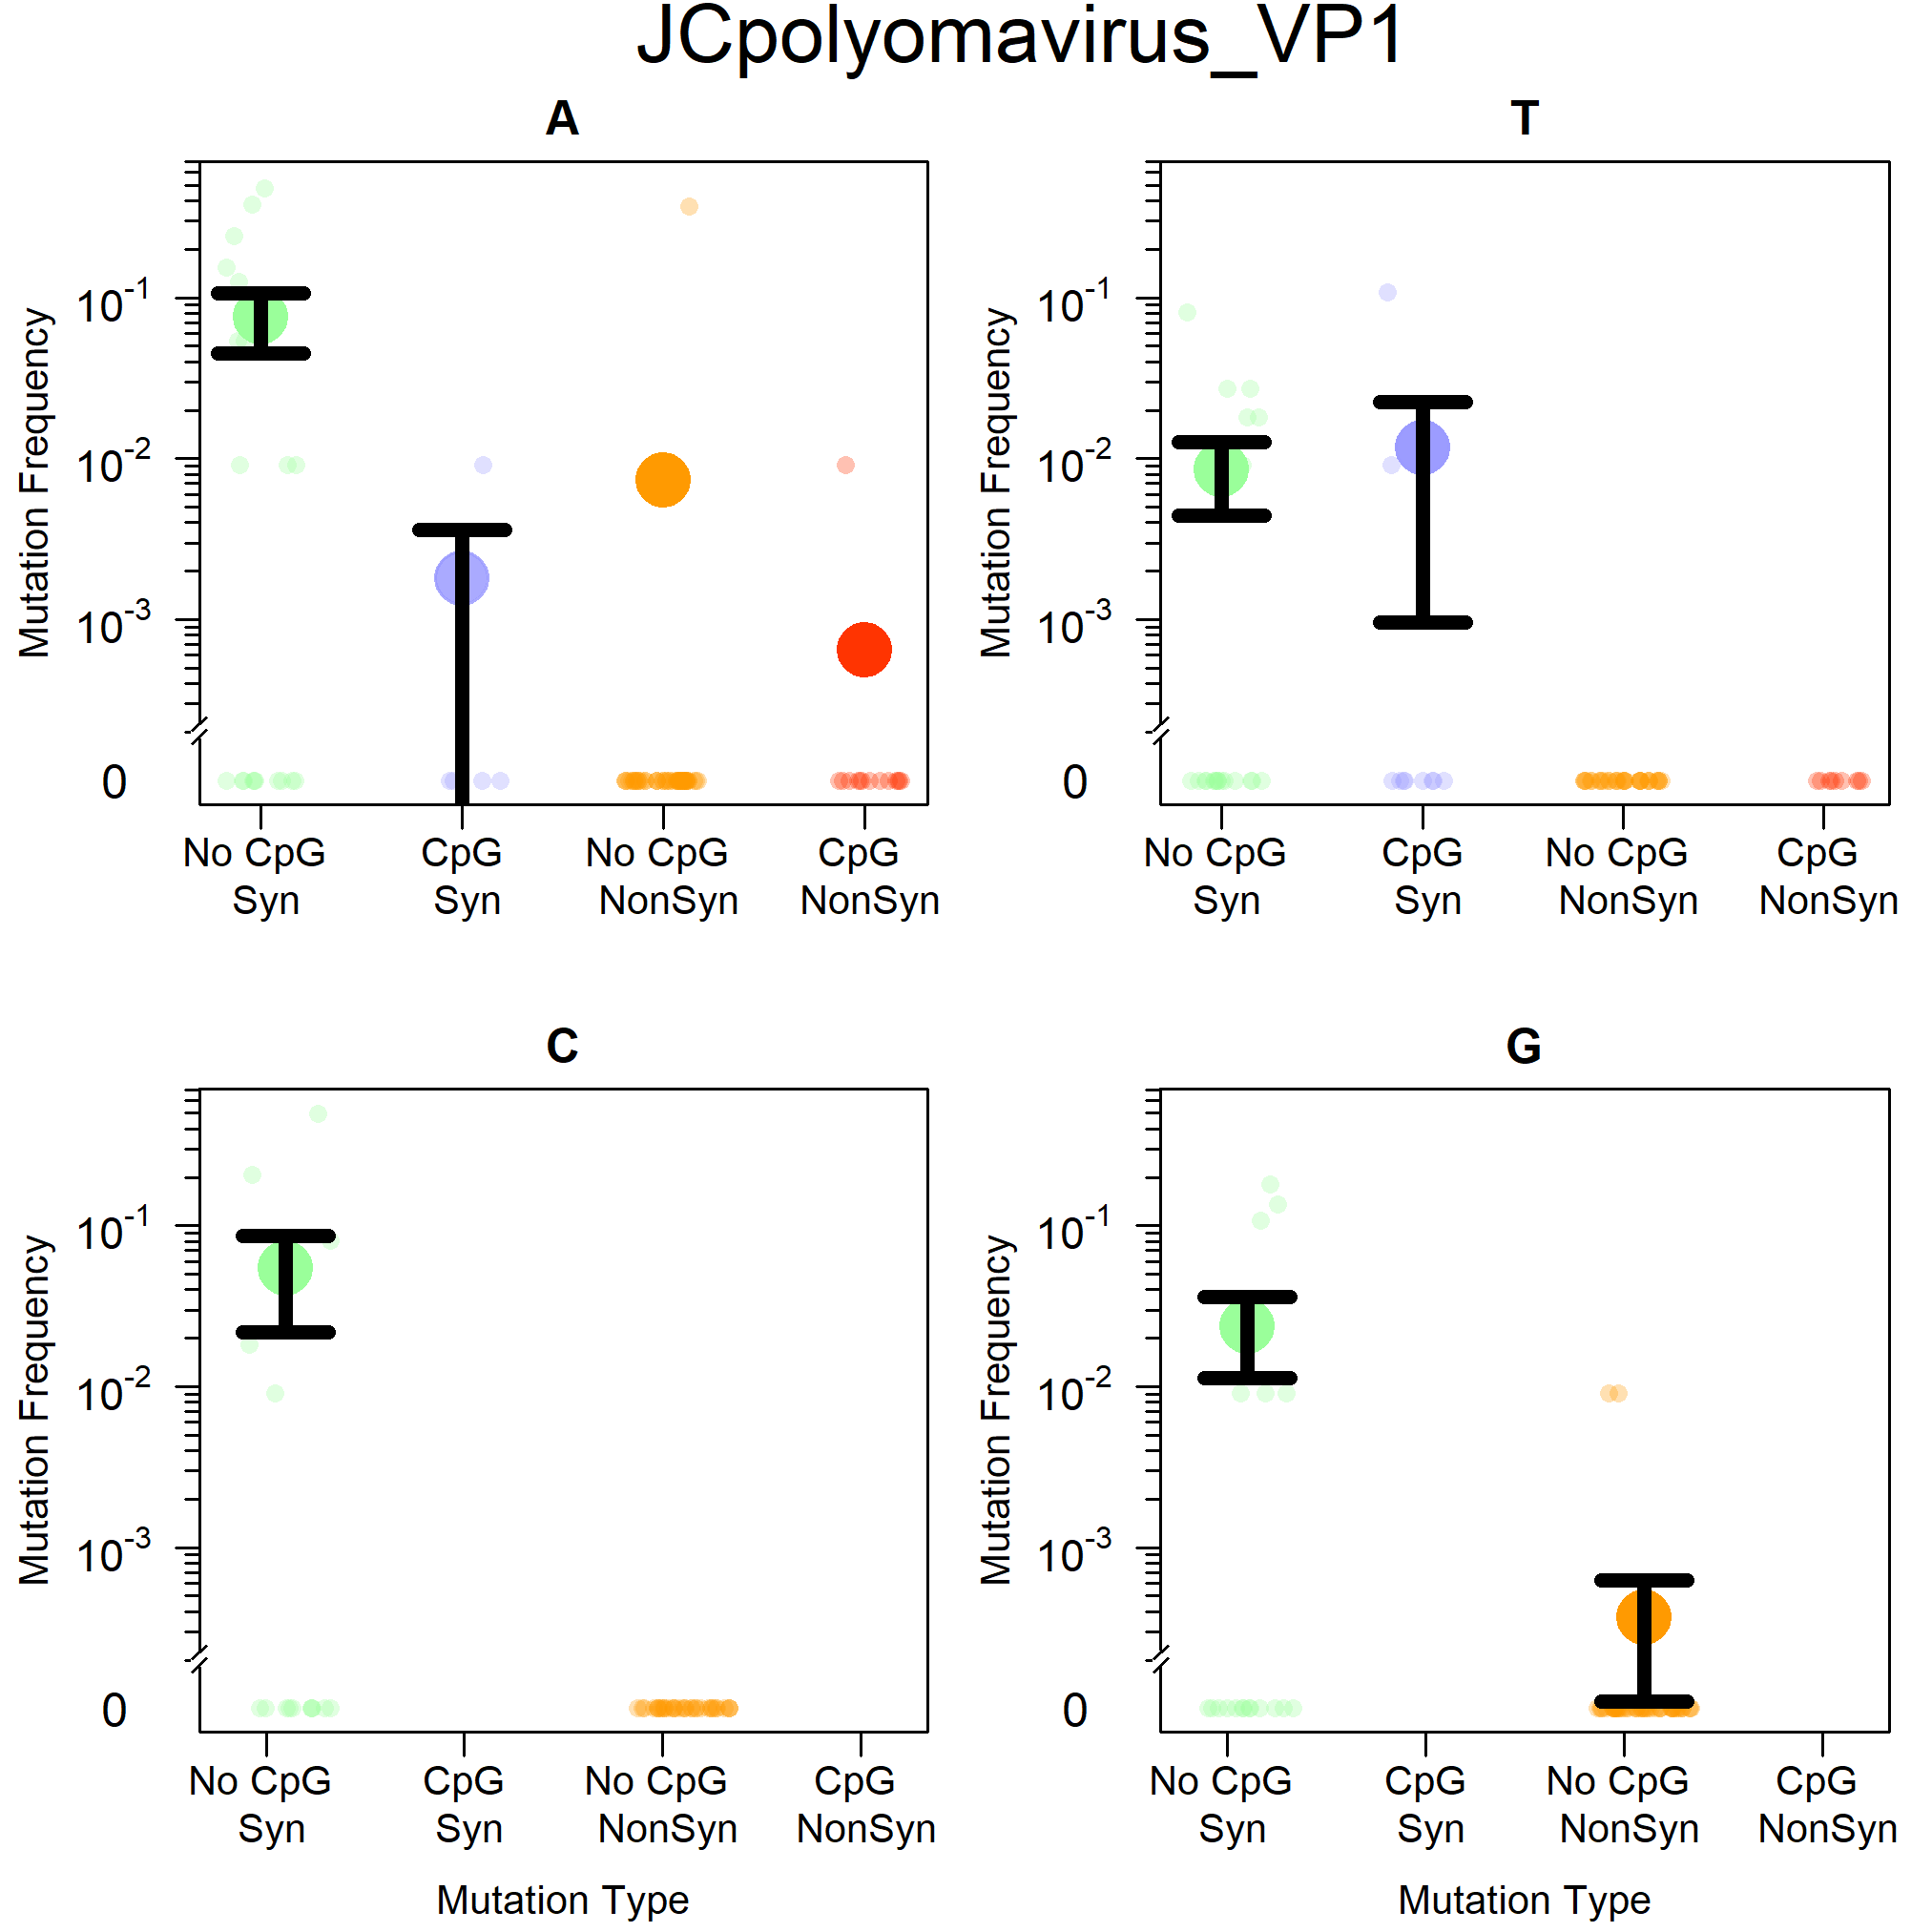 JCpolyomavirus_VP1
A
Mutation Frequency
10-1
10-2
10-3
0
No CpG Syn
CpG Syn
No CpG NonSyn
CpG NonSyn
T
Mutation Frequency
10-1
10-2
10-3
0
No CpG Syn
CpG Syn
No CpG NonSyn
CpG NonSyn
C
Mutation Frequency
10-1
10-2
10-3
0
No CpG Syn
CpG Syn
No CpG NonSyn
CpG NonSyn
Mutation Type
G
Mutation Frequency
10-1
10-2
10-3
0
No CpG Syn
CpG Syn
No CpG NonSyn
CpG NonSyn
Mutation Type